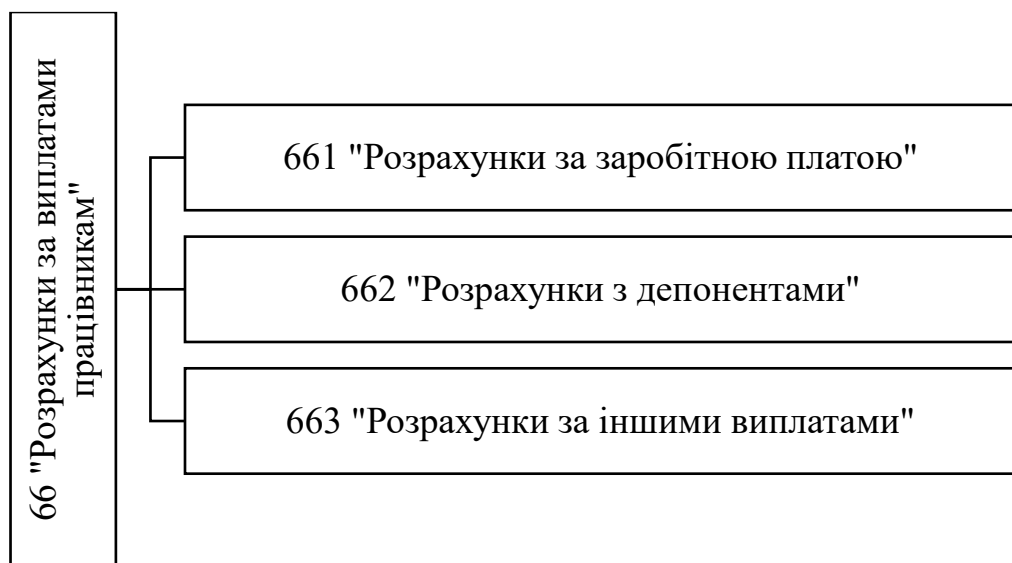 66 "Розрахунки за виплатами
працівникам"
661 "Розрахунки за заробітною платою"
662 "Розрахунки з депонентами"
663 "Розрахунки за іншими виплатами"